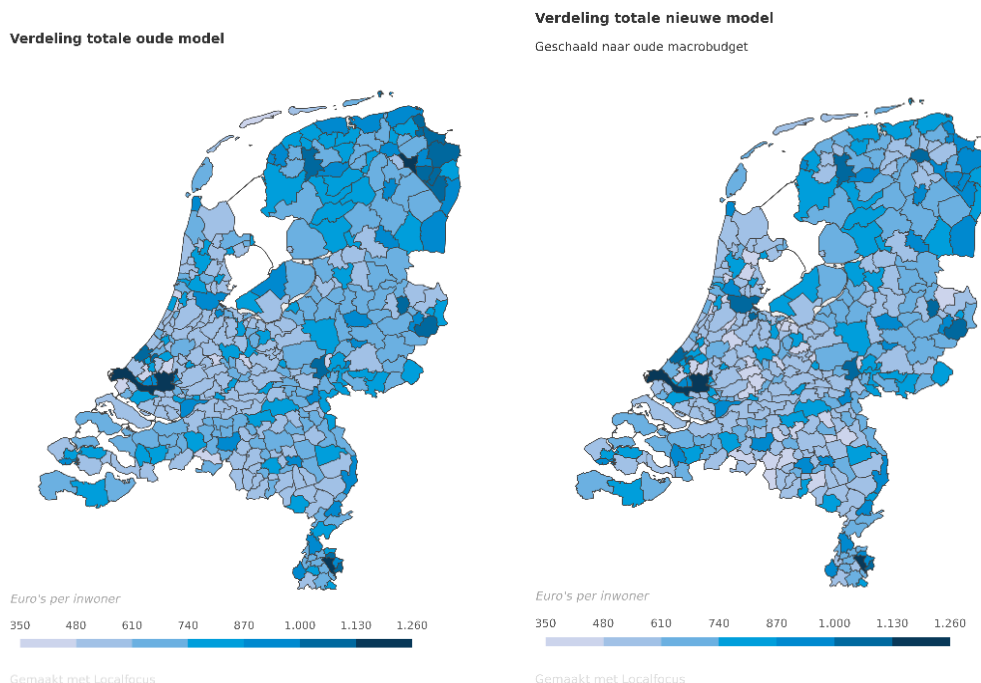 Verdeling totale oude model
Euro's per inwoner
350 480 610 740 870 1.000 1.130 1.260
Gemaakt met Localfocus
Verdeling totale nieuwe model
Geschaald naar oude macrobudget
Euro's per inwoner
350 480 610 740 870 1.000 1.130 1.260
Gemaakt met Localfocus